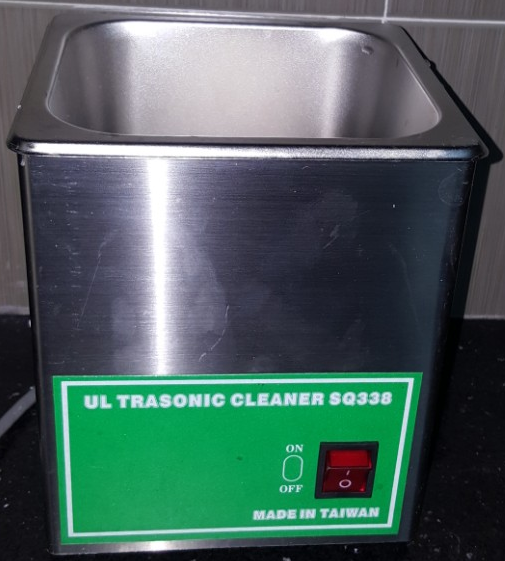 UL TRASONIC CLEANER SQ338
ON
OFF
MADE IN TAIWAN